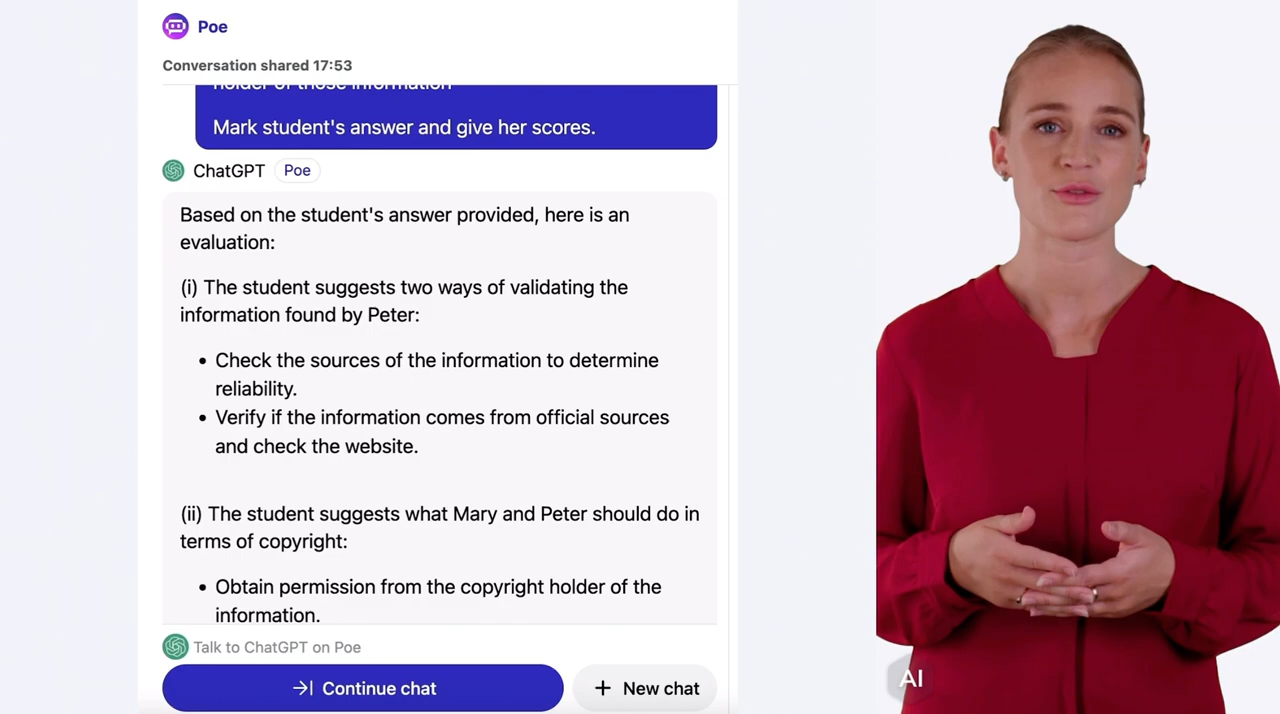 Poe
Conversation shared 17:53
holder of those information
Mark student's answer and give her scores.
ChatGPT Poe
Based on the student's answer provided, here is an
evaluation:
(i) The student suggests two ways of validating the
information found by Peter:
• Check the sources of the information to determine
reliability.
• Verify if the information comes from official sources
and check the website.
(ii) The student suggests what Mary and Peter should do in
terms of copyright:
• Obtain permission from the copyright holder of the
information.
Talk to ChatGPT on Poe
Continue chat
+ New chat
AI